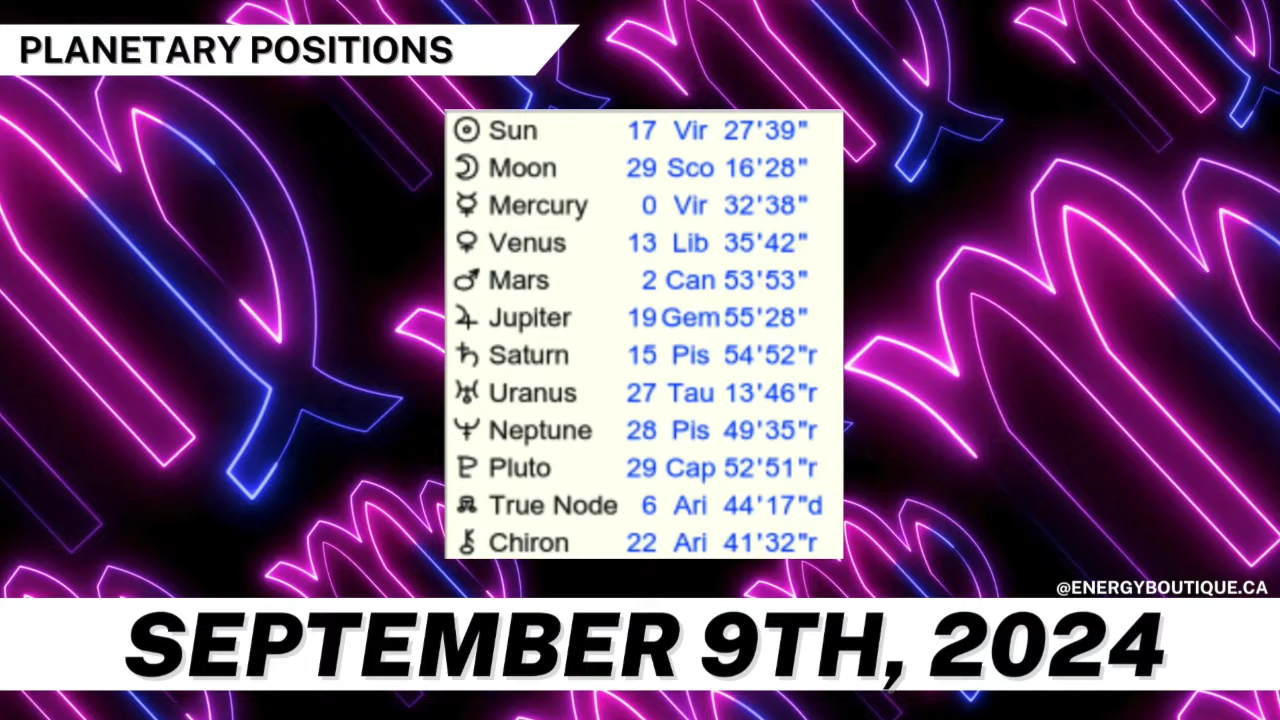 PLANETARY POSITIONS
☉ Sun 17 Vir 27'39"
☽ Moon 29 Sco 16'28"
☿ Mercury 0 Vir 32'38"
♀ Venus 13 Lib 35'42"
♂ Mars 2 Can 53'53"
♃ Jupiter 19 Gem 55'28"
♄ Saturn 15 Pis 54'52"r
♅ Uranus 27 Tau 13'46"r
♆ Neptune 28 Pis 49'35"r
♇ Pluto 29 Cap 52'51"r
☊ True Node 6 Ari 44'17"d
⚷ Chiron 22 Ari 41'32"r
@ENERGYBOUTIQUE.CA
SEPTEMBER 9TH, 2024